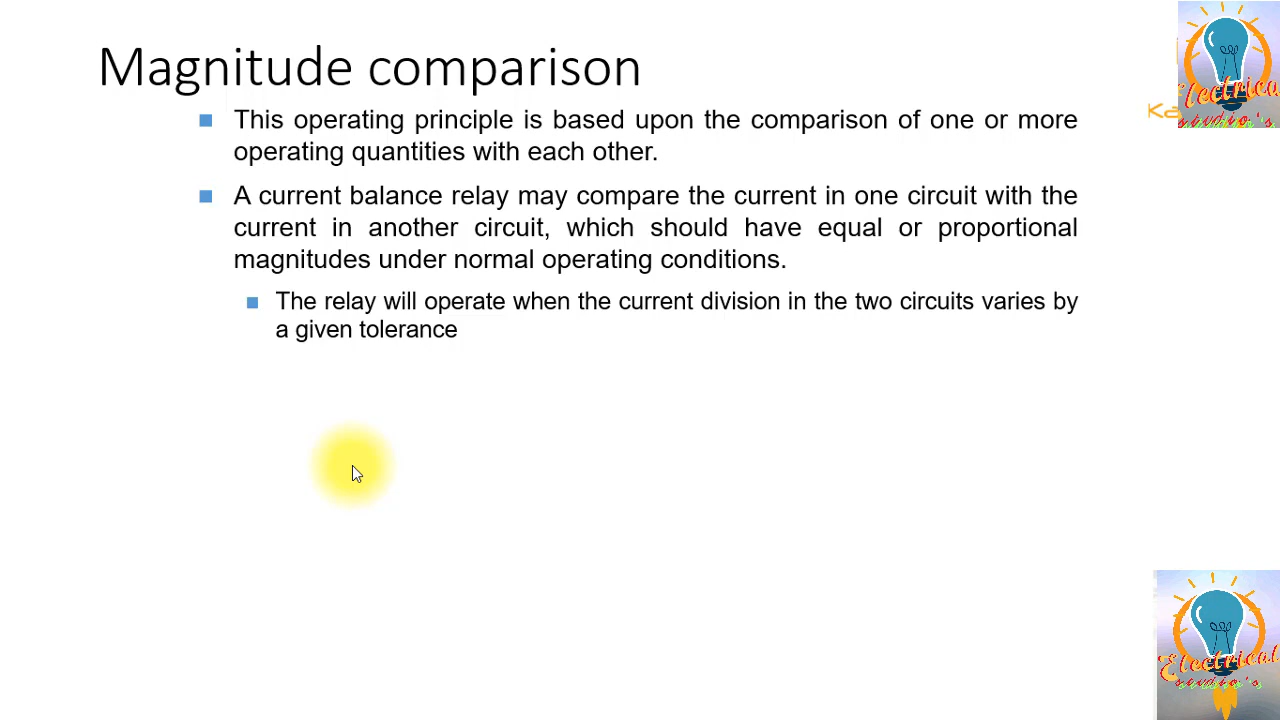 Magnitude comparison
This operating principle is based upon the comparison of one or more
operating quantities with each other.
A current balance relay may compare the current in one circuit with the
current in another circuit, which should have equal or proportional
magnitudes under normal operating conditions.
The relay will operate when the current division in the two circuits varies by
a given tolerance
Ka
Electrical
Electrical